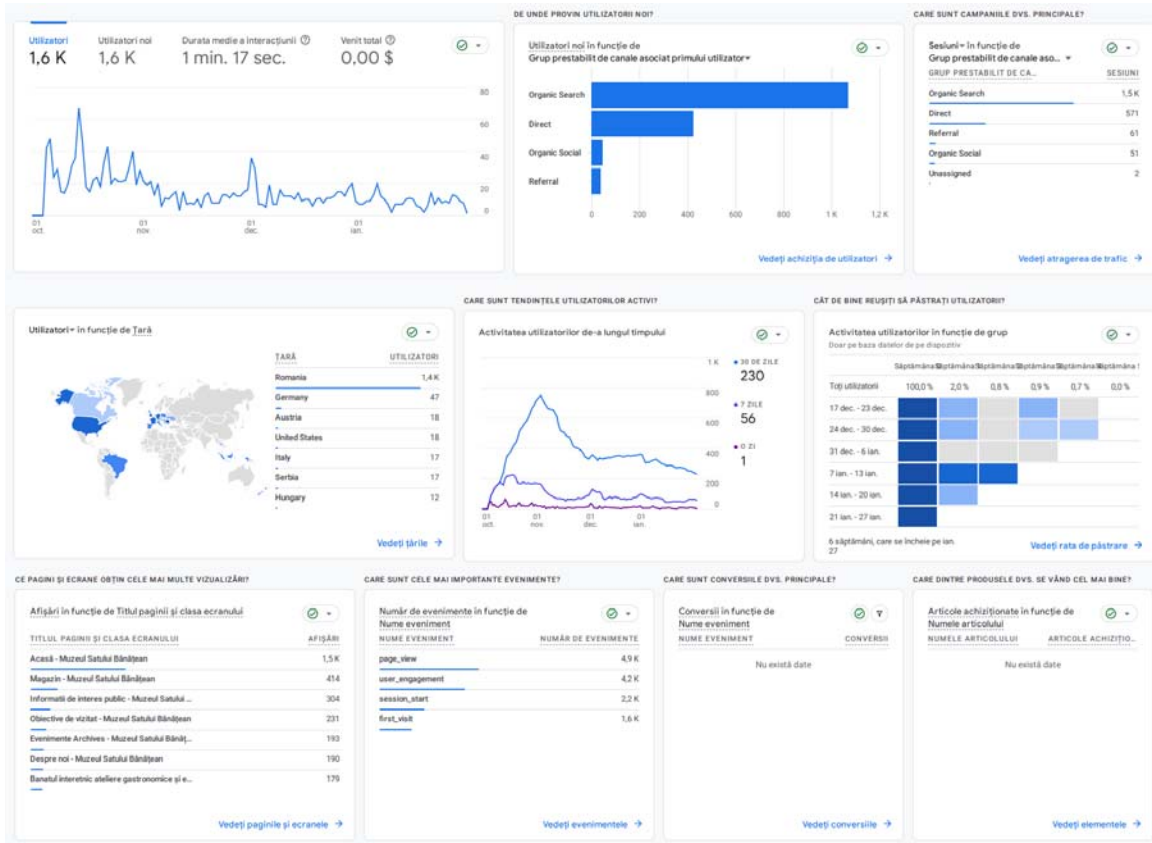 Utilizatori
1,6 K
Utilizatori noi
1,6 K
Durata medie a interacțiunii
1 min. 17 sec.
Venit total
0,00 $
80
60
40
20
0
01
oct.
01
nov.
01
dec.
01
ian.
DE UNDE PROVIN UTILIZATORII NOI?
Utilizatori noi în funcție de
Grup prestabilit de canale asociat primului utilizator
Organic Search
Direct
Organic Social
Referral
0 200 400 600 800 1 K 1,2 K
Vedeți achiziția de utilizatori
CARE SUNT CAMPANIILE DVS. PRINCIPALE?
Sesiuni în funcție de
Grup prestabilit de canale aso...
GRUP PRESTABILIT DE CA... SESIUNI
Organic Search 1,5 K
Direct 571
Referral 61
Organic Social 51
Unassigned 2
Vedeți atragerea de trafic
Utilizatori în funcție de Țară
ȚARĂ UTILIZATORI
Romania 1,4 K
Germany 47
Austria 18
United States 18
Italy 17
Serbia 17
Hungary 12
Vedeți țările
CARE SUNT TENDINȚELE UTILIZATORILOR ACTIVI?
Activitatea utilizatorilor de-a lungul timpului
1 K
800
600
400
200
0
01
oct.
01
nov.
01
dec.
01
ian.
30 DE ZILE
230
7 ZILE
56
O ZI
1
CÂT DE BINE REUȘIȚI SĂ PĂSTRAȚI UTILIZATORII?
Activitatea utilizatorilor în funcție de grup
Doar pe baza datelor de pe dispozitiv
Toți utilizatorii 100,0 % 2,0 % 0,8 % 0,9 % 0,7 % 0,0 %
17 dec. - 23 dec.
24 dec. - 30 dec.
31 dec. - 6 ian.
7 ian. - 13 ian.
14 ian. - 20 ian.
21 ian. - 27 ian.
6 săptămâni, care se încheie pe ian.
27
Vedeți rata de păstrare
CE PAGINI ȘI ECRANE OBȚIN CELE MAI MULTE VIZUALIZĂRI?
Afișări în funcție de Titlul paginii și clasa ecranului
TITLUL PAGINII ȘI CLASA ECRANULUI AFIȘĂRI
Acasă - Muzeul Satului Bănățean 1,5 K
Magazin - Muzeul Satului Bănățean 414
Informatii de interes public - Muzeul Satului ... 304
Obiective de vizitat - Muzeul Satului Bănățean 231
Evenimente Archives - Muzeul Satului Bănăț... 193
Despre noi - Muzeul Satului Bănățean 190
Banatul interetnic ateliere gastronomice și e... 179
Vedeți paginile și ecranele
CARE SUNT CELE MAI IMPORTANTE EVENIMENTE?
Număr de evenimente în funcție de
Nume eveniment
NUME EVENIMENT NUMĂR DE EVENIMENTE
page_view 4,9 K
user_engagement 4,2 K
session_start 2,2 K
first_visit 1,6 K
Vedeți evenimentele
CARE SUNT CONVERSIILE DVS. PRINCIPALE?
Conversii în funcție de
Nume eveniment
NUME EVENIMENT CONVERSII
Nu există date
Vedeți conversiile
CARE DINTRE PRODUSELE DVS. SE VÂND CEL MAI BINE?
Articole achiziționate în funcție de
Numele articolului
NUMELE ARTICOLULUI ARTICOLE ACHIZIȚIO...
Nu există date
Vedeți elementele